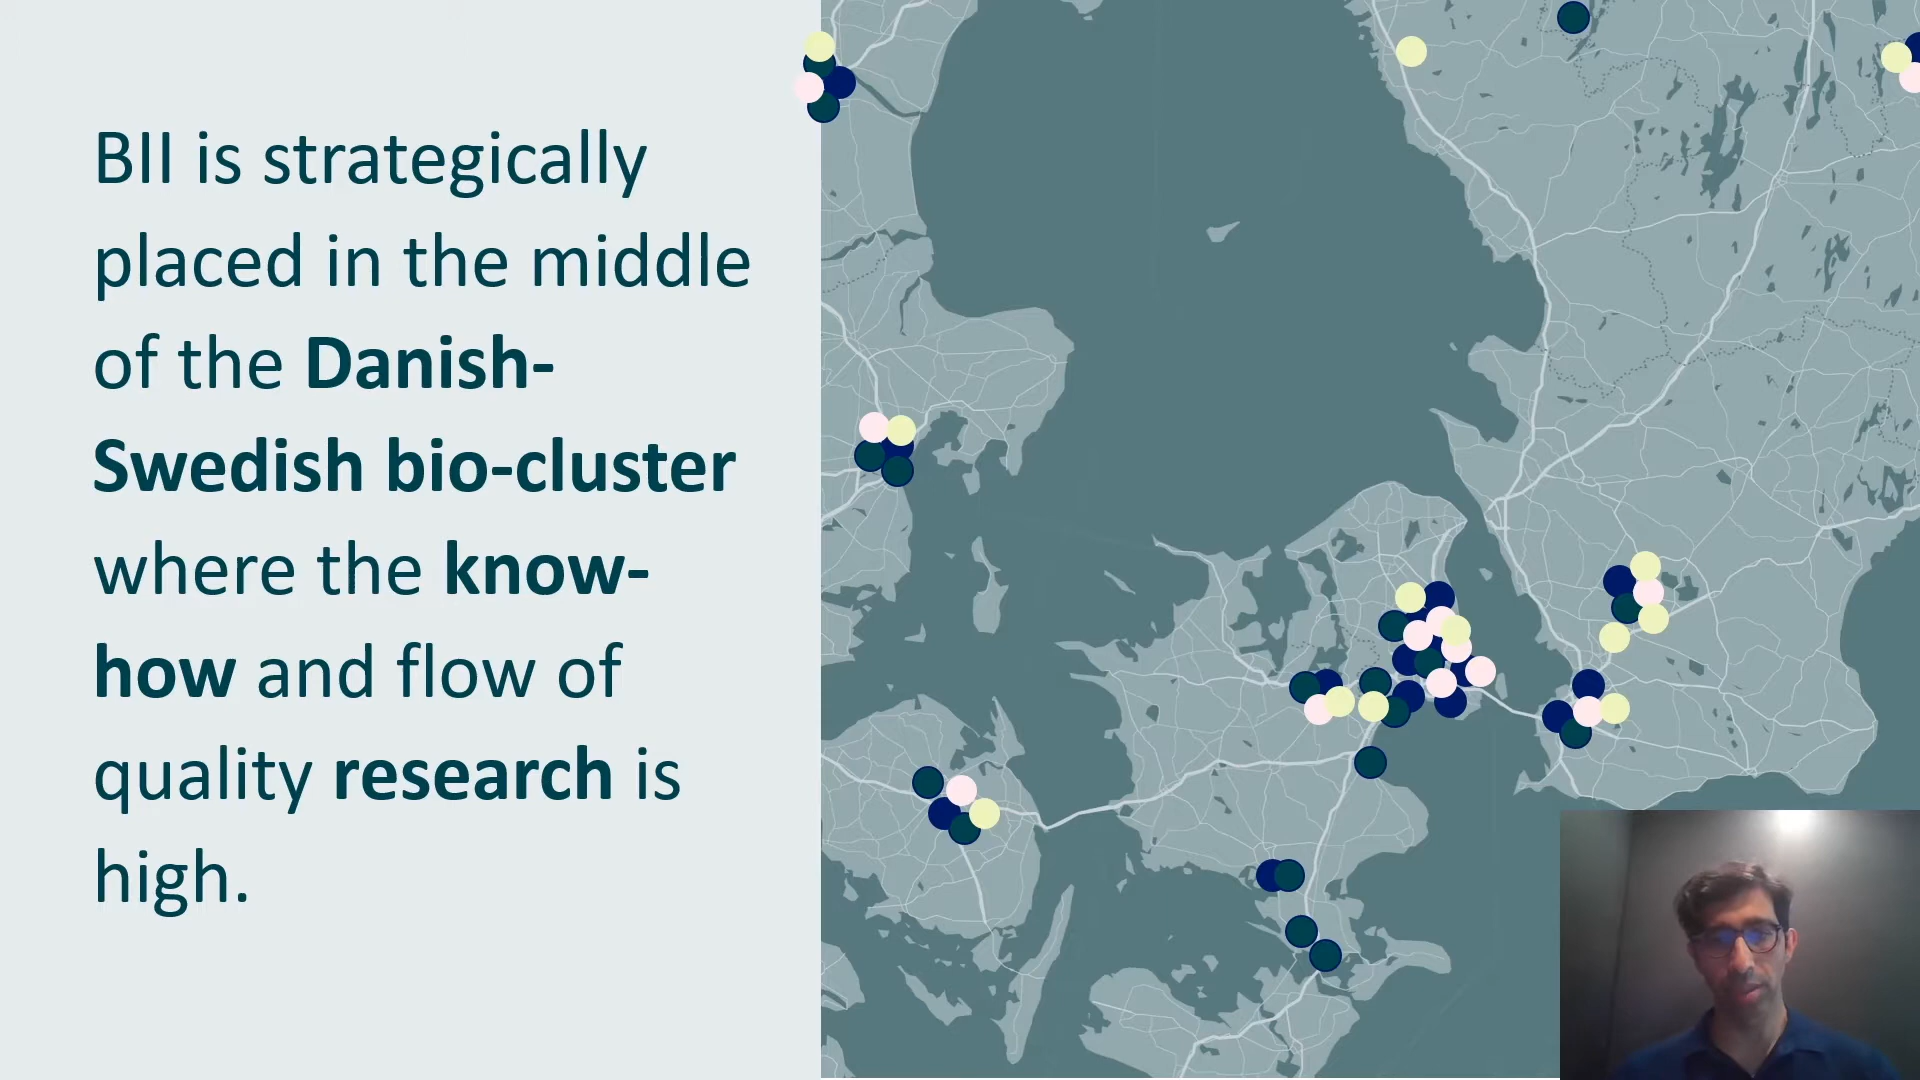 BII is strategically
placed in the middle
of the Danish-
Swedish bio-cluster
where the know-
how and flow of
quality research is
high.